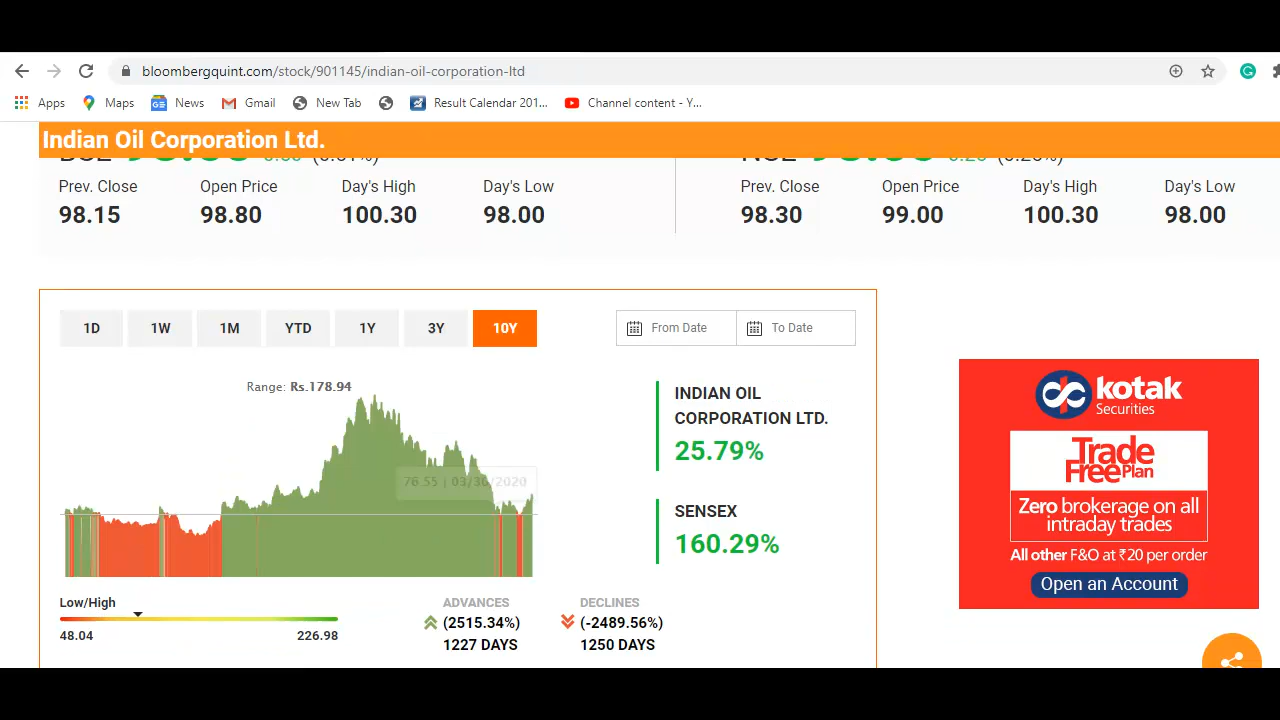 bloombergquint.com/stock/901145/indian-oil-corporation-ltd
Apps Maps News Gmail New Tab Result Calendar 201... Channel content - Y...
Indian Oil Corporation Ltd.
Prev. Close Open Price Day's High Day's Low
98.15 98.80 100.30 98.00
Prev. Close Open Price Day's High Day's Low
98.30 99.00 100.30 98.00
1D 1W 1M YTD 1Y 3Y 10Y
From Date To Date
Range: Rs.178.94
76.55 | 03/30/2020
INDIAN OIL
CORPORATION LTD.
25.79%
SENSEX
160.29%
Low/High
48.04 226.98
ADVANCES
(2515.34%)
1227 DAYS
DECLINES
(-2489.56%)
1250 DAYS
kotak
Securities
Trade
Free Plan
Zero brokerage on all
intraday trades
All other F&O at ₹20 per order
Open an Account